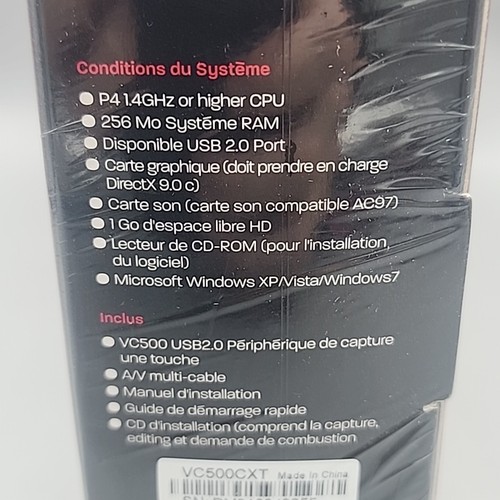 Conditions du Système
P4 1.4GHz or higher CPU
256 Mo Système RAM
Disponible USB 2.0 Port
Carte graphique (doit prendre en charge
DirectX 9.0 c)
Carte son (carte son compatible AC97)
1 Go d'espace libre HD
Lecteur de CD-ROM (pour l'installation
du logiciel)
Microsoft Windows XP/Vista/Windows7
Inclus
VC500 USB2.0 Périphérique de capture
une touche
A/V multi-cable
Manuel d'installation
Guide de démarrage rapide
CD d'installation (comprend la capture,
editing et demande de combustion
VC500CXT Made in China